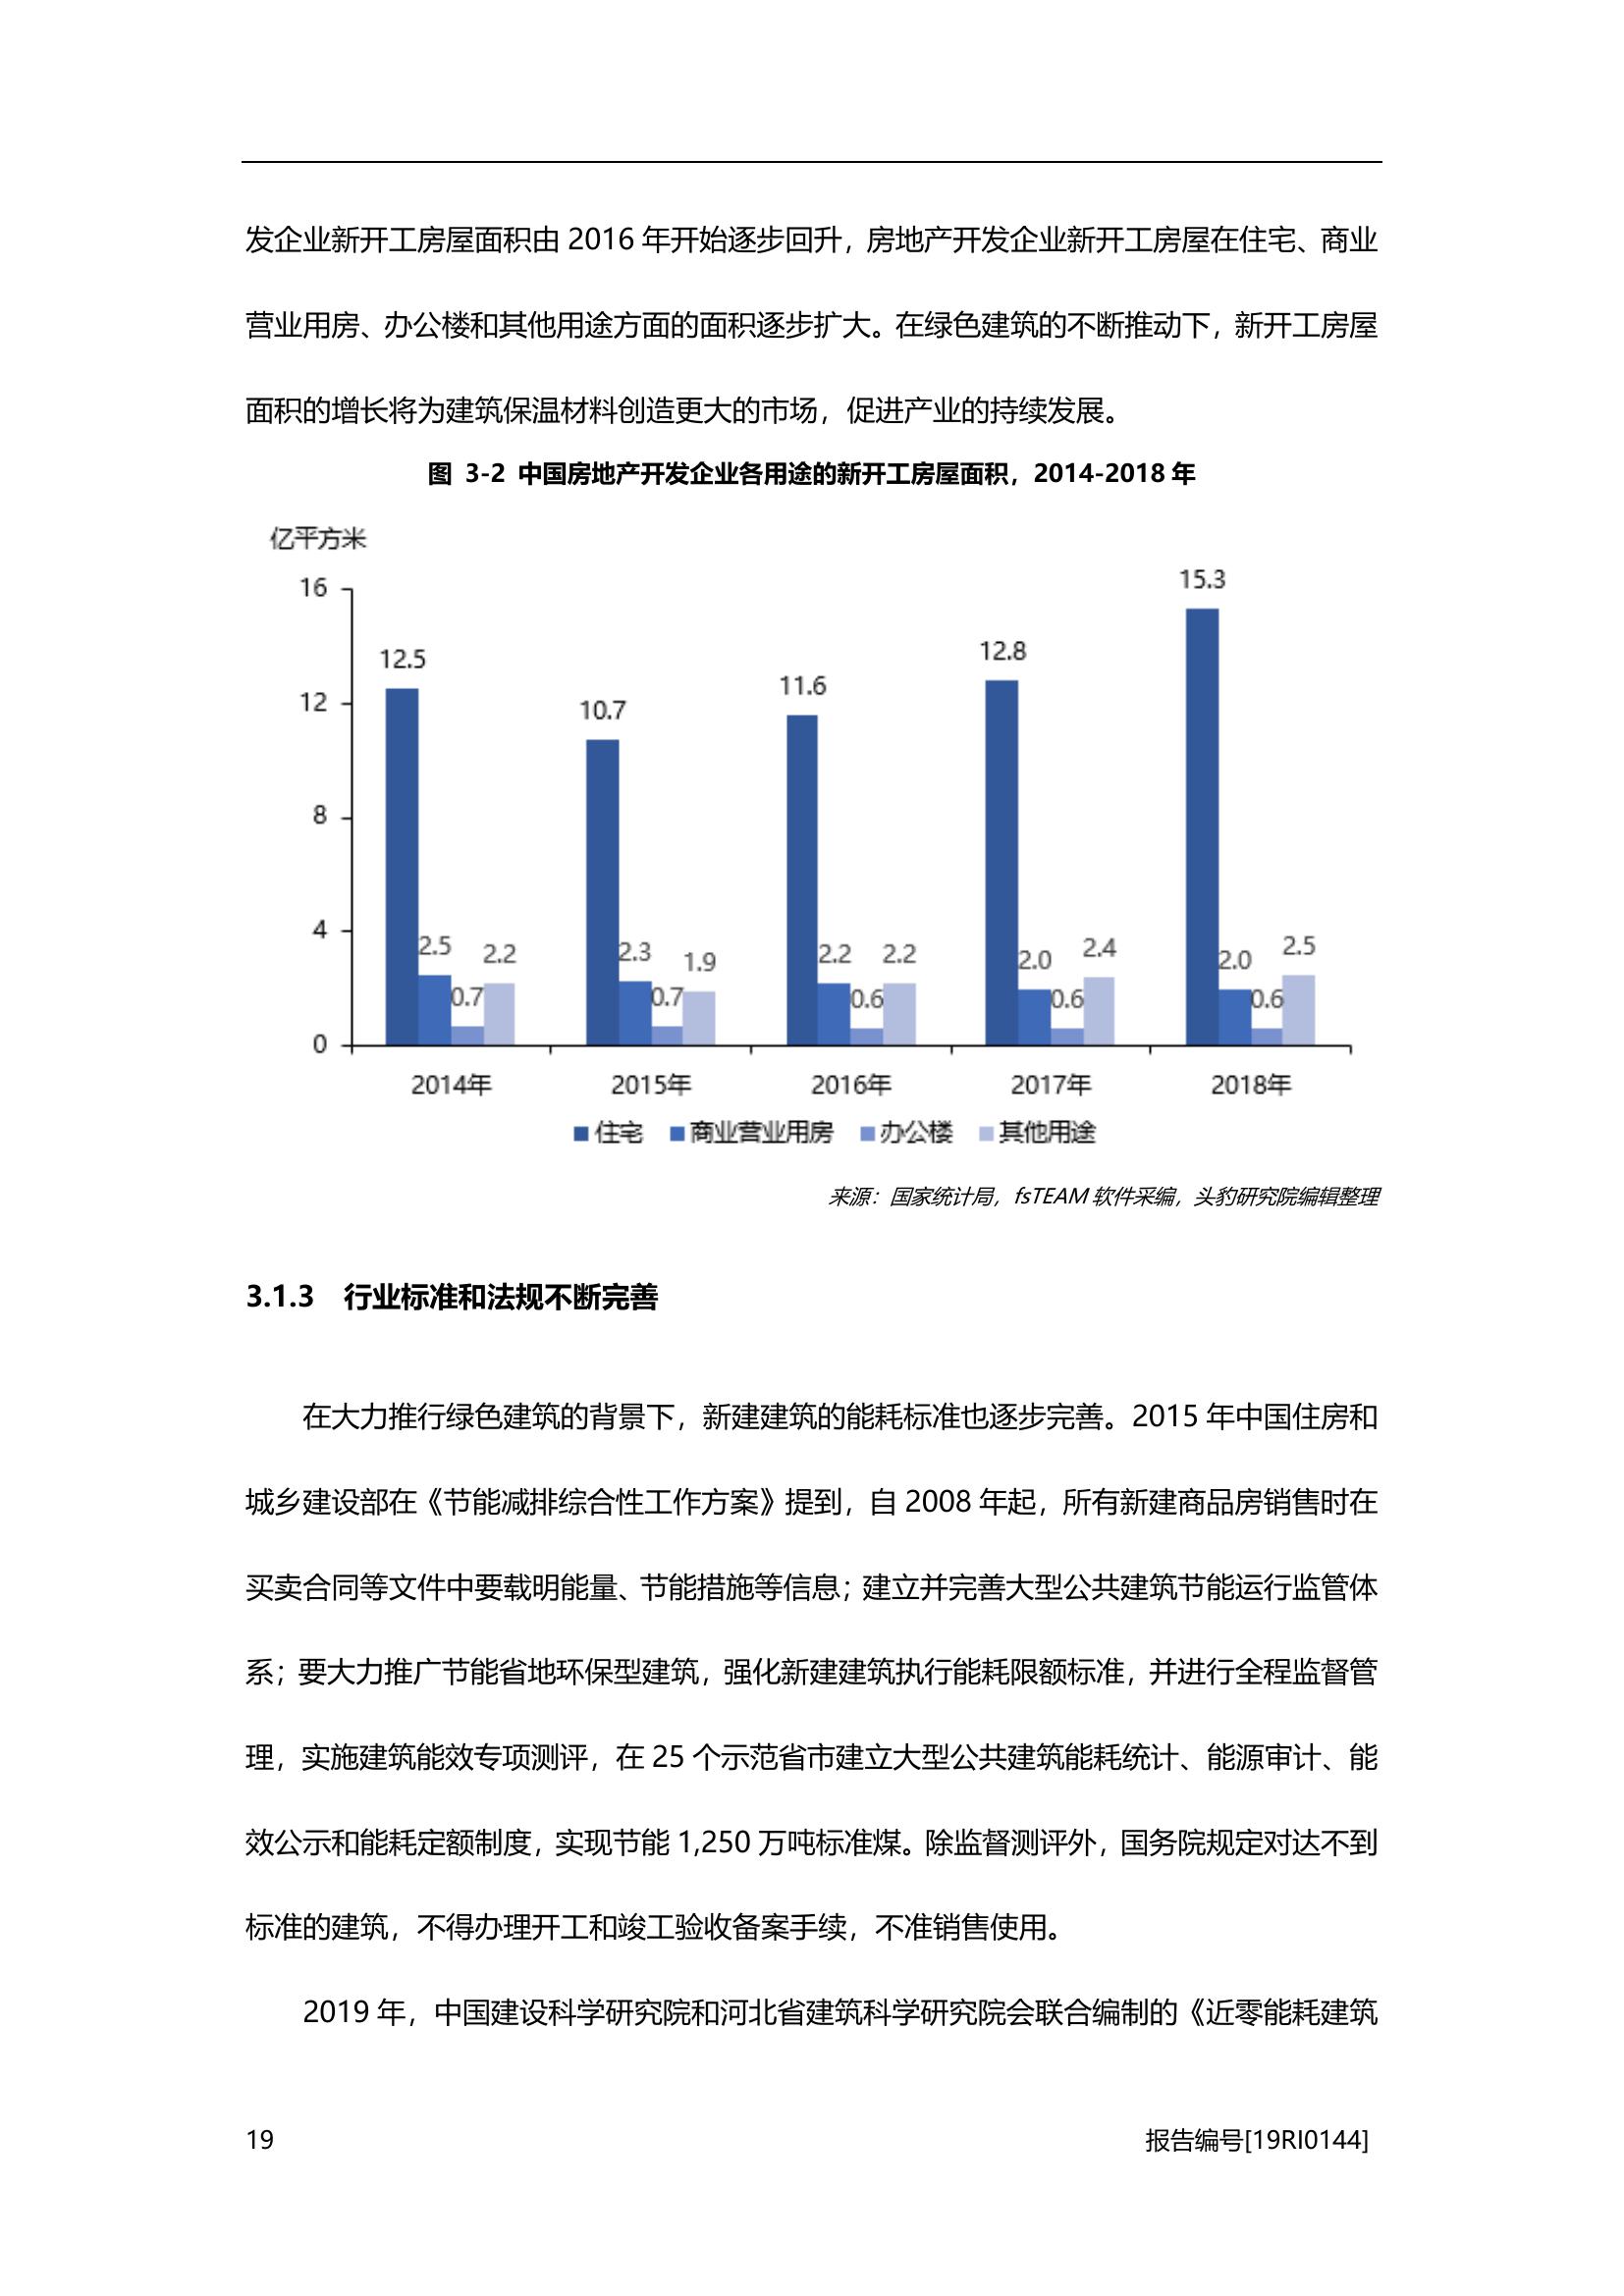 发企业新开工房屋面积由 2016 年开始逐步回升，房地产开发企业新开工房屋在住宅、商业
营业用房、办公楼和其他用途方面的面积逐步扩大。在绿色建筑的不断推动下，新开工房屋
面积的增长将为建筑保温材料创造更大的市场，促进产业的持续发展。
图 3-2 中国房地产开发企业各用途的新开工房屋面积，2014-2018 年
亿平方米
16
12
8
4
0
12.5 2.5 0.7 2.2
10.7 2.3 0.7 1.9
11.6 2.2 0.6 2.2
12.8 2.0 0.6 2.4
15.3 2.0 0.6 2.5
2014年 2015年 2016年 2017年 2018年
住宅 商业营业用房 办公楼 其他用途
来源：国家统计局，fsTEAM 软件采编，头豹研究院编辑整理
3.1.3 行业标准和法规不断完善
在大力推行绿色建筑的背景下，新建建筑的能耗标准也逐步完善。2015 年中国住房和
城乡建设部在《节能减排综合性工作方案》提到，自 2008 年起，所有新建商品房销售时在
买卖合同等文件中要载明能量、节能措施等信息；建立并完善大型公共建筑节能运行监管体
系；要大力推广节能省地环保型建筑，强化新建建筑执行能耗限额标准，并进行全程监督管
理，实施建筑能效专项测评，在 25 个示范省市建立大型公共建筑能耗统计、能源审计、能
效公示和能耗定额制度，实现节能 1,250 万吨标准煤。除监督测评外，国务院规定对达不到
标准的建筑，不得办理开工和竣工验收备案手续，不准销售使用。
2019 年，中国建设科学研究院和河北省建筑科学研究院会联合编制的《近零能耗建筑
19
报告编号[19RI0144]